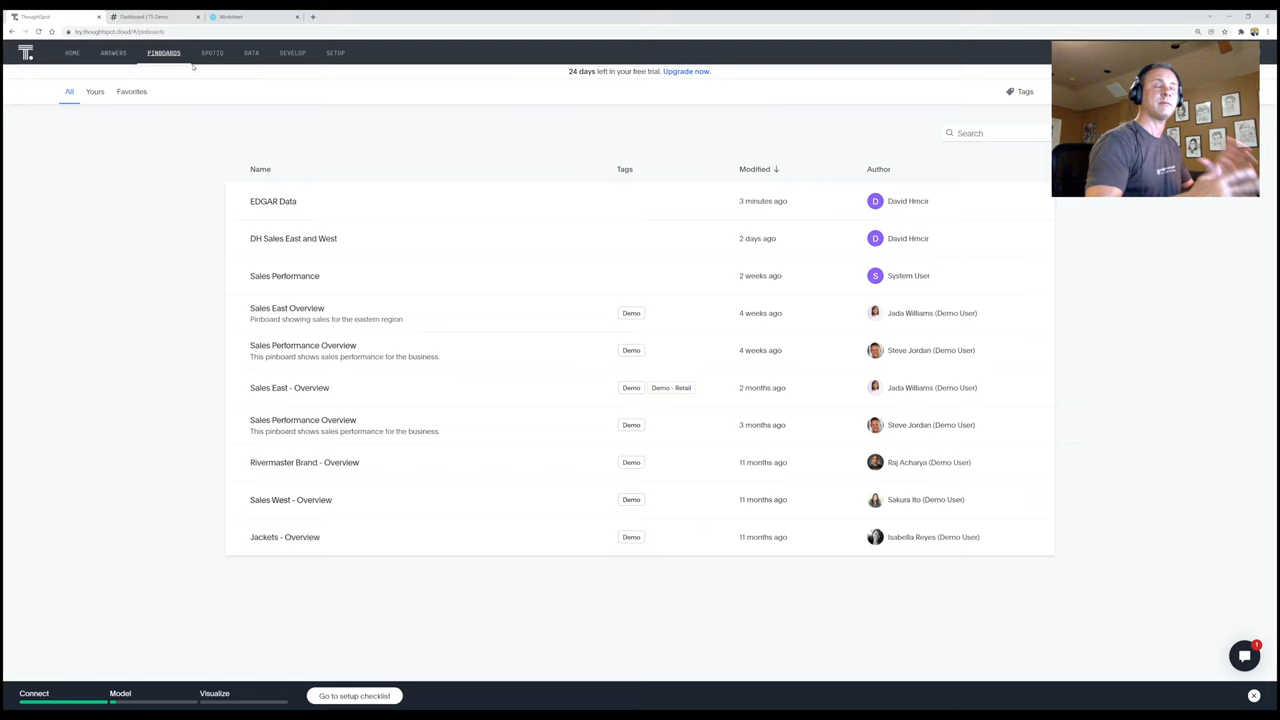 ThoughtSpot
Dashboard | TS Demo
Worksheet
try.thoughtspot.cloud/#/pinboards
T.
HOME
ANSWERS
PINBOARDS
SPOTIQ
DATA
DEVELOP
SETUP
24 days left in your free trial. Upgrade now.
All
Yours
Favorites
Tags
Search
Name
Tags
Modified
Author
EDGAR Data
3 minutes ago
D
David Hrncir
DH Sales East and West
2 days ago
D
David Hrncir
Sales Performance
2 weeks ago
S
System User
Sales East Overview
Pinboard showing sales for the eastern region
Demo
4 weeks ago
Jada Williams (Demo User)
Sales Performance Overview
This pinboard shows sales performance for the business.
Demo
4 weeks ago
Steve Jordan (Demo User)
Sales East - Overview
Demo
Demo - Retail
2 months ago
Jada Williams (Demo User)
Sales Performance Overview
This pinboard shows sales performance for the business.
Demo
3 months ago
Steve Jordan (Demo User)
Rivermaster Brand - Overview
Demo
11 months ago
Raj Acharya (Demo User)
Sales West - Overview
Demo
11 months ago
Sakura Ito (Demo User)
Jackets - Overview
Demo
11 months ago
Isabella Reyes (Demo User)
1
Connect
Model
Visualize
Go to setup checklist